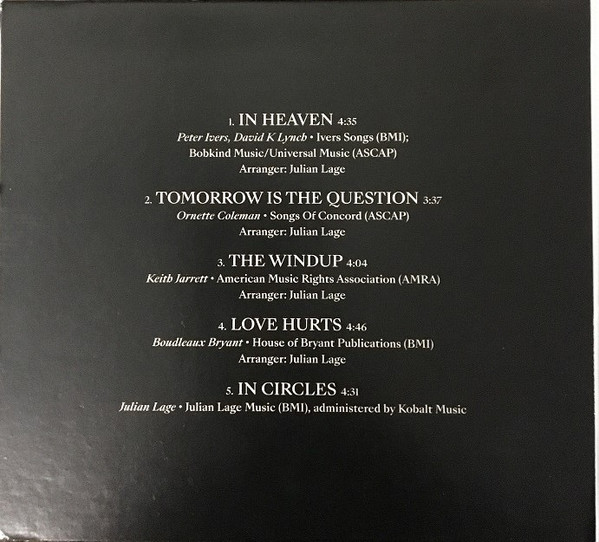 1. IN HEAVEN 4:35
Peter Ivers, David K Lynch • Ivers Songs (BMI);
Bobkind Music/Universal Music (ASCAP)
Arranger: Julian Lage
2. TOMORROW IS THE QUESTION 3:37
Ornette Coleman • Songs Of Concord (ASCAP)
Arranger: Julian Lage
3. THE WINDUP 4:04
Keith Jarrett • American Music Rights Association (AMRA)
Arranger: Julian Lage
4. LOVE HURTS 4:46
Boudleaux Bryant • House of Bryant Publications (BMI)
Arranger: Julian Lage
5. IN CIRCLES 4:31
Julian Lage • Julian Lage Music (BMI), administered by Kobalt Music